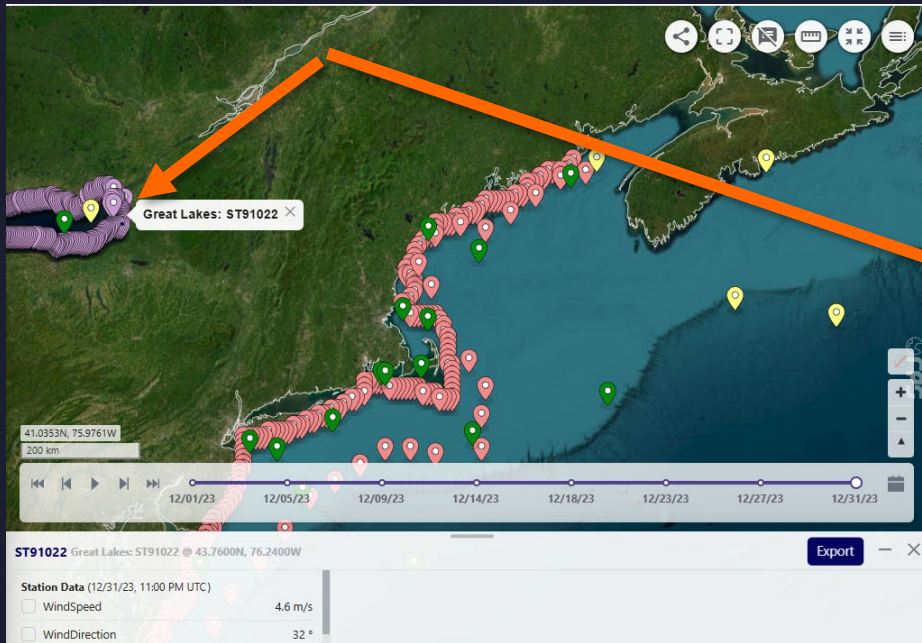 Great Lakes: ST91022 ×
41.0353N, 75.9761W
200 km
12/01/23 12/05/23 12/09/23 12/14/23 12/18/23 12/23/23 12/27/23 12/31/23
ST91022 Great Lakes: ST91022 @ 43.7600N, 76.2400W
Export
Station Data (12/31/23, 11:00 PM UTC)
WindSpeed 4.6 m/s
WindDirection 32 °